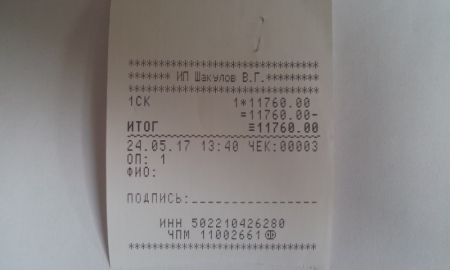 *************************
******* ИП Шакулов В.Г.*********
*************************
1СК 1*11760.00
=11760.00-
ИТОГ ≡11760.00
24.05.17 13:40 ЧЕК:00003
ОП: 1
ФИО:
ПОДПИСЬ:________________
ИНН 502210426280
ЧПМ 11002661
*************************